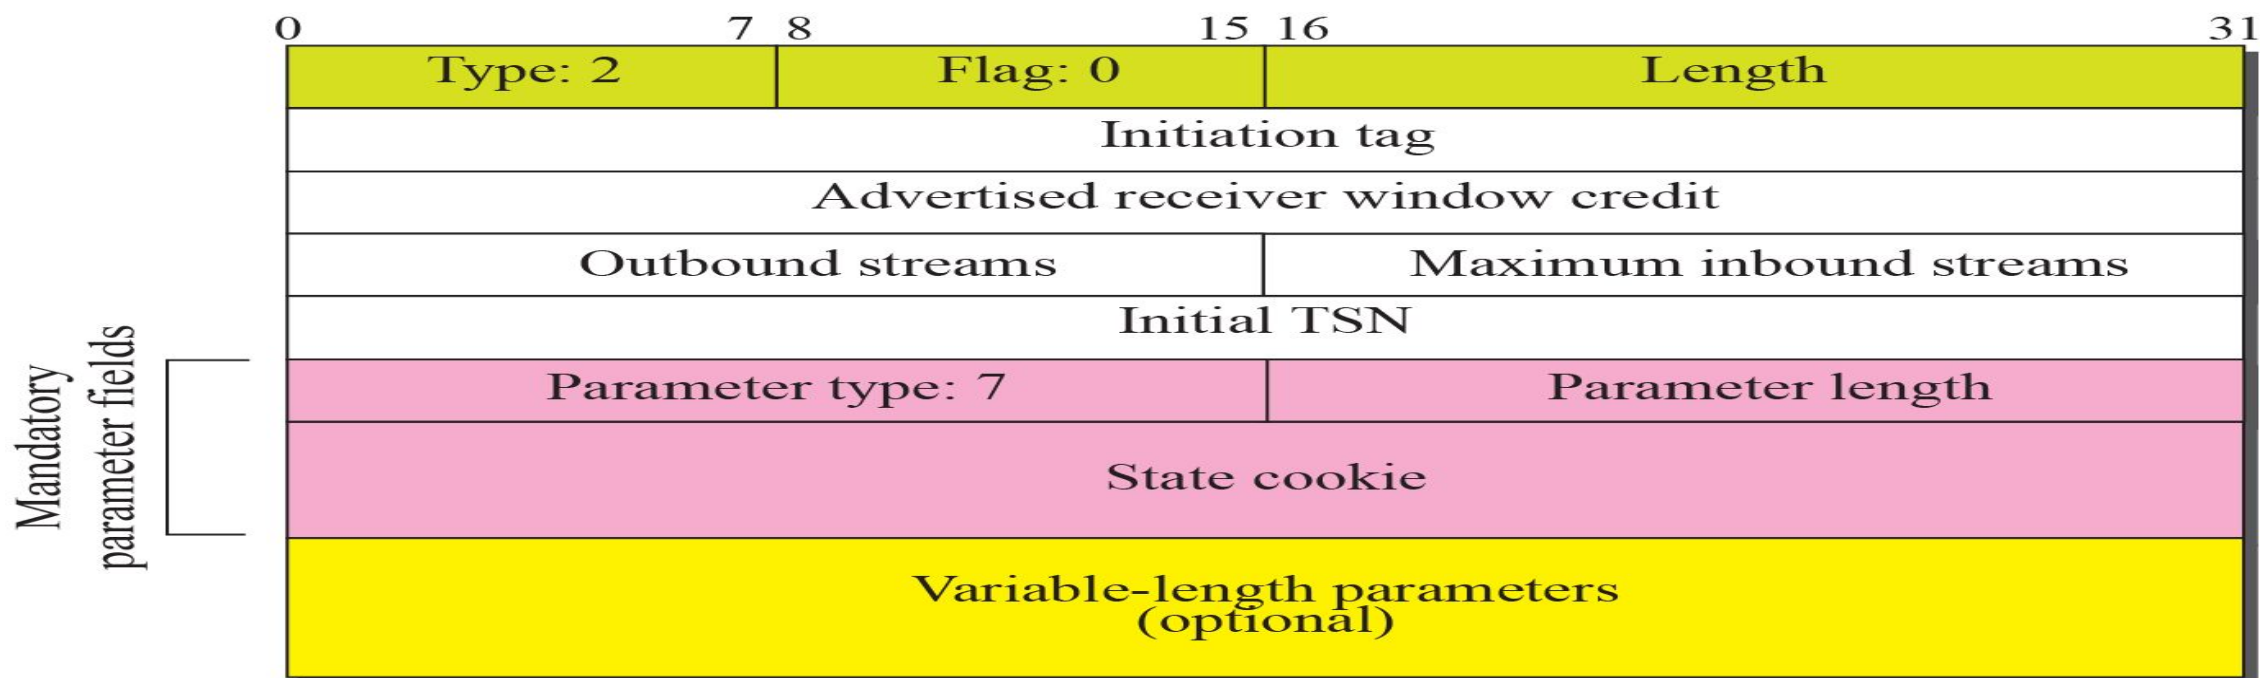 0 7 8 15 16 31
Type: 2 Flag: 0 Length
Initiation tag
Advertised receiver window credit
Outbound streams Maximum inbound streams
Initial TSN
Mandatory
parameter fields
Parameter type: 7 Parameter length
State cookie
Variable-length parameters
(optional)